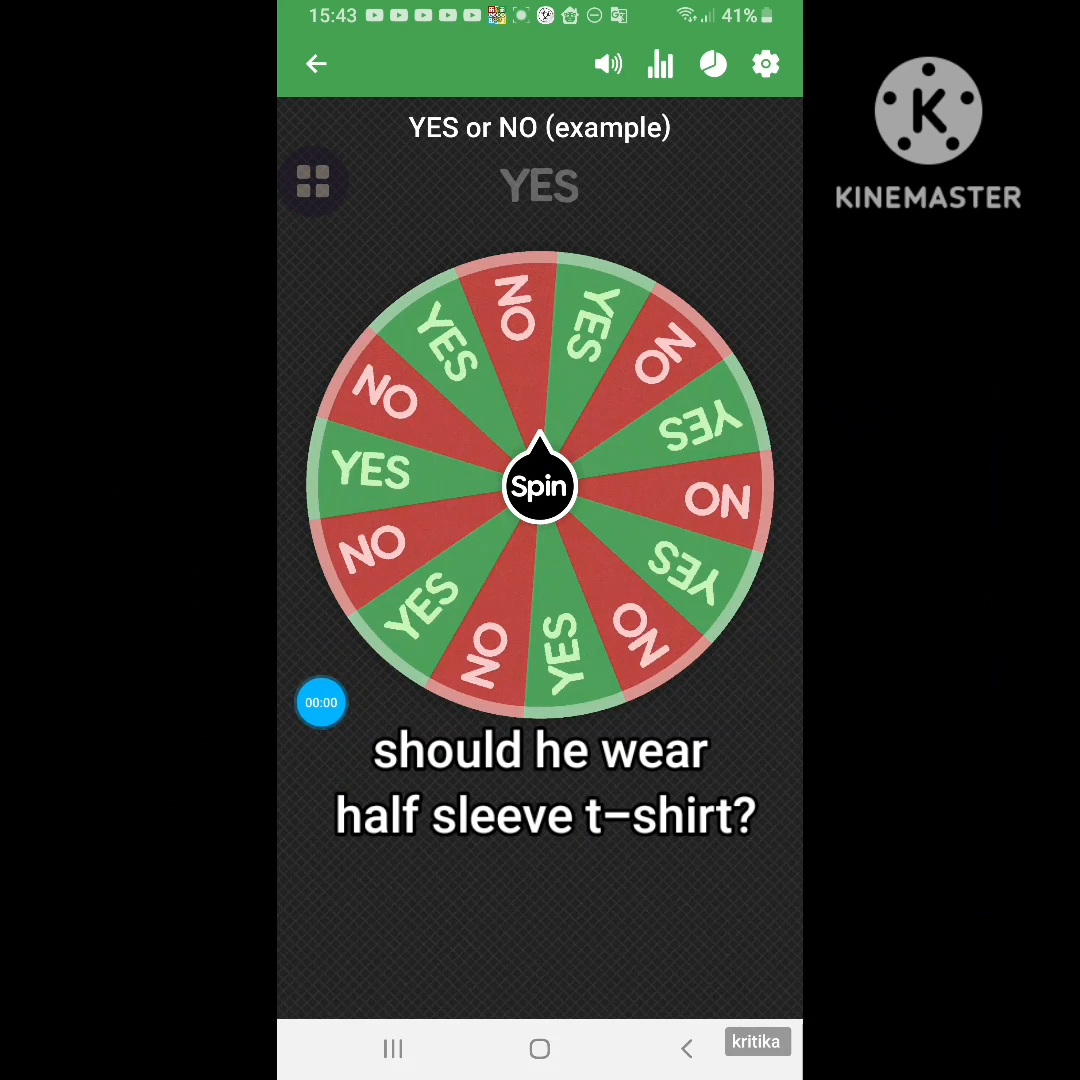 15:43
41%
YES or NO (example)
YES
NO
YES
YES
NO
NO
YES
YES
NO
NO
YES
YES
NO
NO
YES
Spin
00:00
should he wear
half sleeve t-shirt?
kritika
K
KINEMASTER